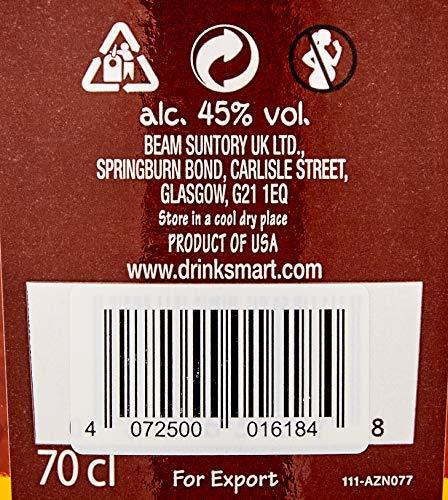 alc. 45% vol.
BEAM SUNTORY UK LTD.,
SPRINGBURN BOND, CARLISLE STREET,
GLASGOW, G21 1EQ
Store in a cool dry place
PRODUCT OF USA
www.drinksmart.com
4 072500 016184 8
70 cl
For Export
111-AZN077